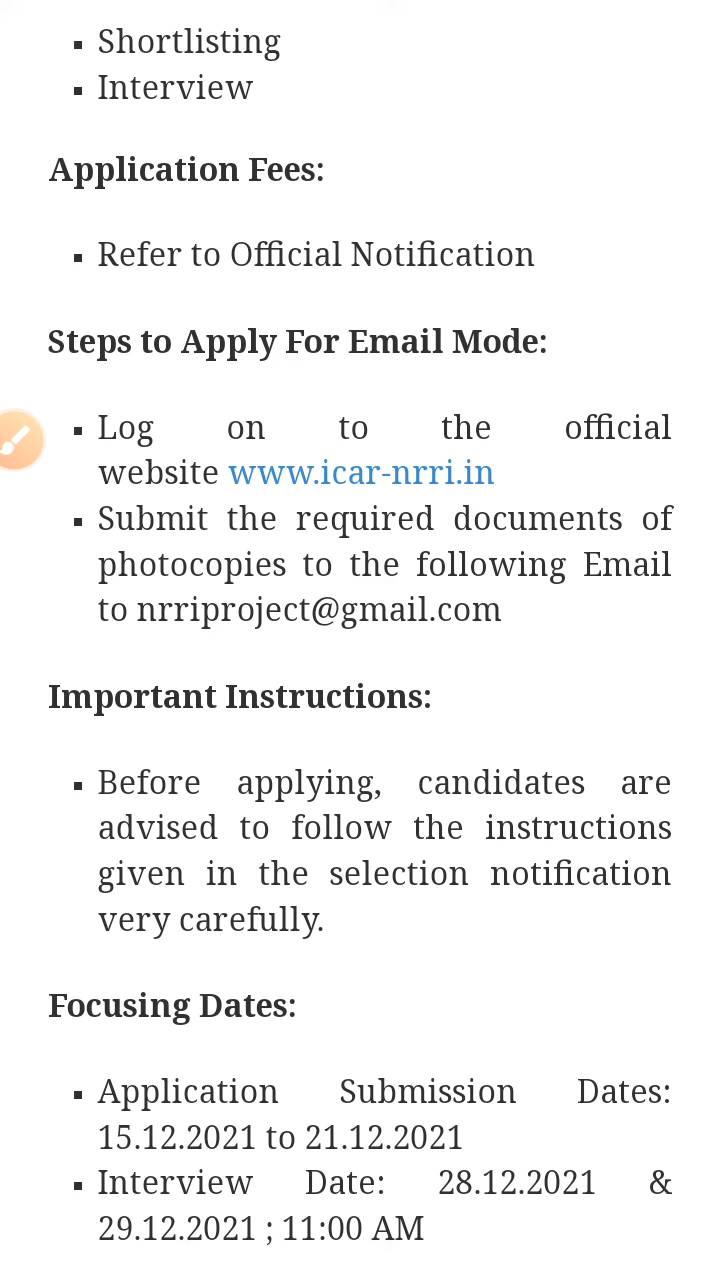 Shortlisting
Interview
Application Fees:
Refer to Official Notification
Steps to Apply For Email Mode:
Log on to the official
website www.icar-nrri.in
Submit the required documents of
photocopies to the following Email
to nrriproject@gmail.com
Important Instructions:
Before applying, candidates are
advised to follow the instructions
given in the selection notification
very carefully.
Focusing Dates:
Application Submission Dates:
15.12.2021 to 21.12.2021
Interview Date: 28.12.2021 &
29.12.2021 ; 11:00 AM